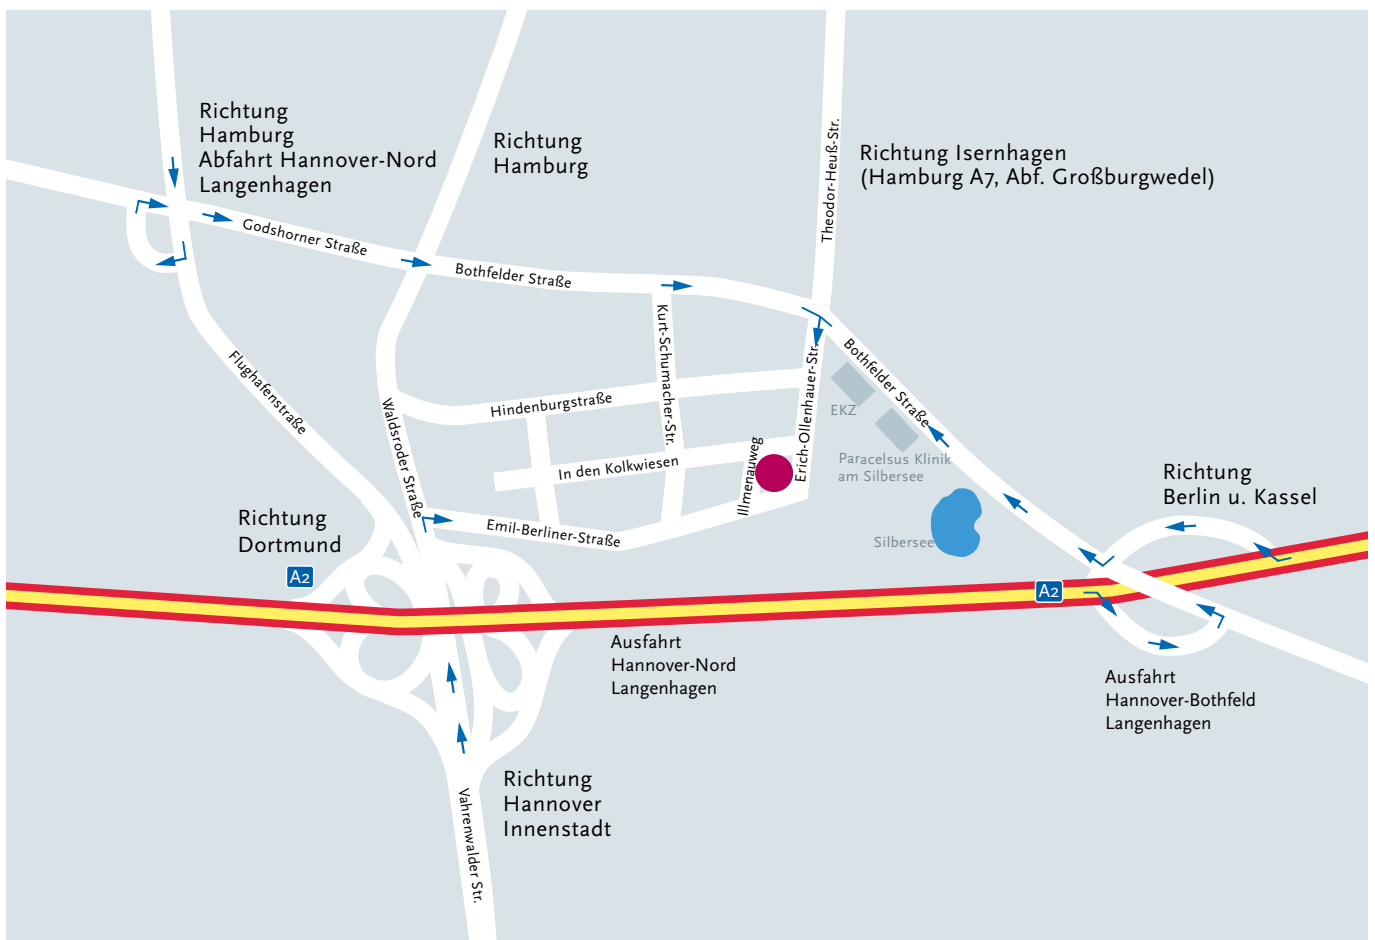 Richtung
Hamburg
Abfahrt Hannover-Nord
Langenhagen
Richtung
Hamburg
Theodor-Heuß-Str.
Richtung Isernhagen
(Hamburg A7, Abf. Großburgwedel)
Godshorner Straße
Bothfelder Straße
Kurt-Schumacher-Str.
Flughafenstraße
Waldsroder Straße
Hindenburgstraße
In den Kolkwiesen
Illmenauweg
Erich-Ollenhauer-Str.
Bothfelder Straße
EKZ
Paracelsus Klinik
am Silbersee
Silbersee
Richtung
Berlin u. Kassel
Emil-Berliner-Straße
Richtung
Dortmund
A2
A2
Ausfahrt
Hannover-Nord
Langenhagen
Ausfahrt
Hannover-Bothfeld
Langenhagen
Richtung
Hannover
Innenstadt
Vahrenwalder Str.